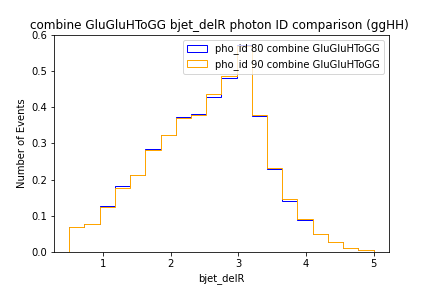 combine GluGluHToGG bjet_delR photon ID comparison (ggHH)
pho_id 80 combine GluGluHToGG
pho_id 90 combine GluGluHToGG
Number of Events
0.6
0.5
0.4
0.3
0.2
0.1
0.0
1
2
3
4
5
bjet_delR